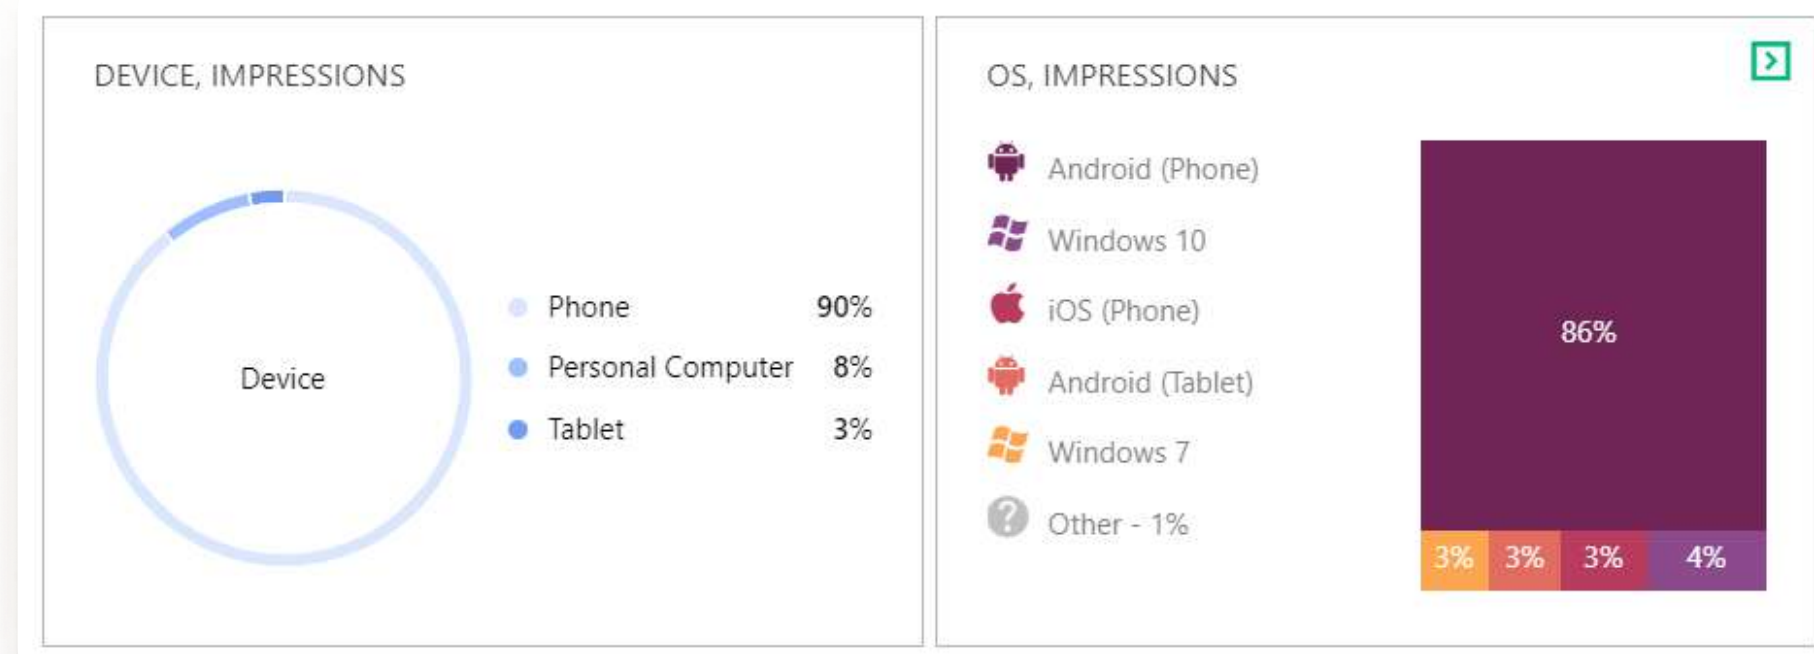 DEVICE, IMPRESSIONS
Device
Phone 90%
Personal Computer 8%
Tablet 3%
OS, IMPRESSIONS
Android (Phone)
Windows 10
iOS (Phone)
Android (Tablet)
Windows 7
Other - 1%
86%
3% 3% 3% 4%